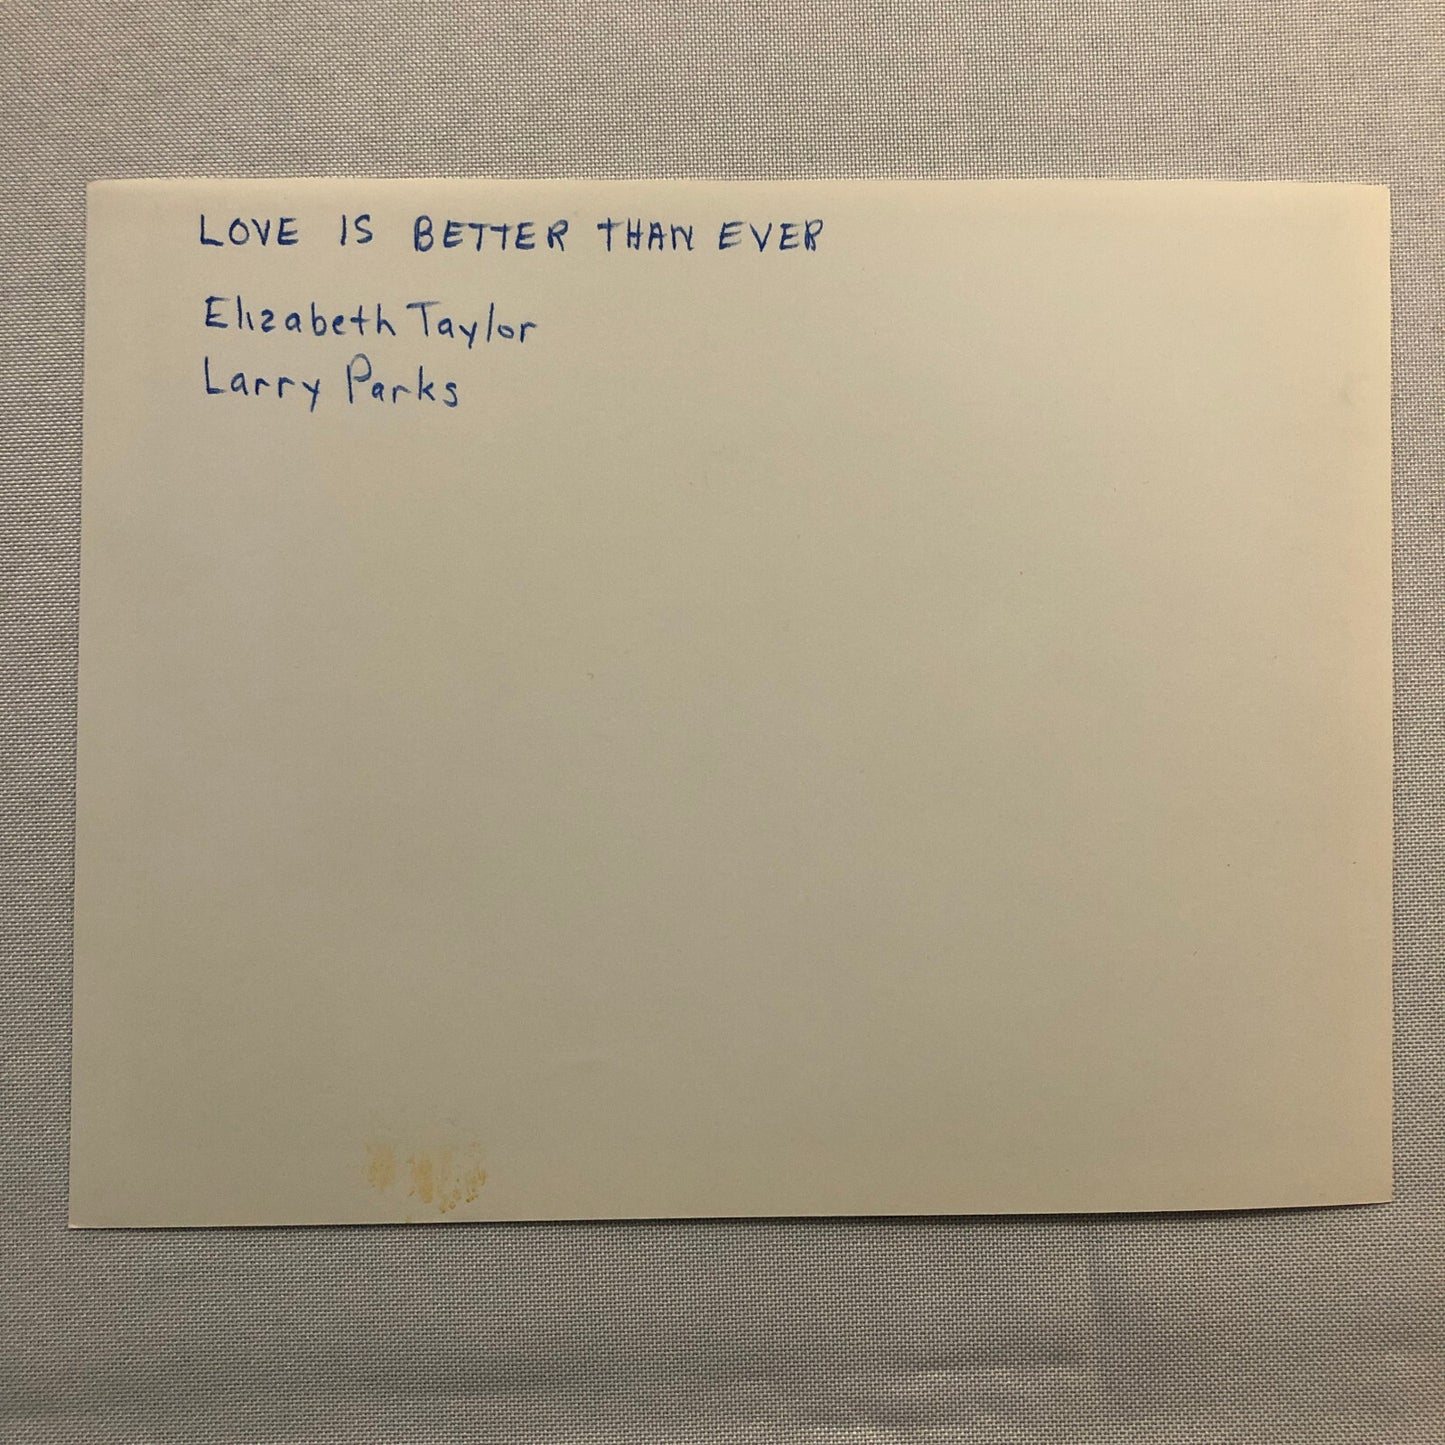 LOVE IS BETTER THAN EVER
Elizabeth Taylor
Larry Parks